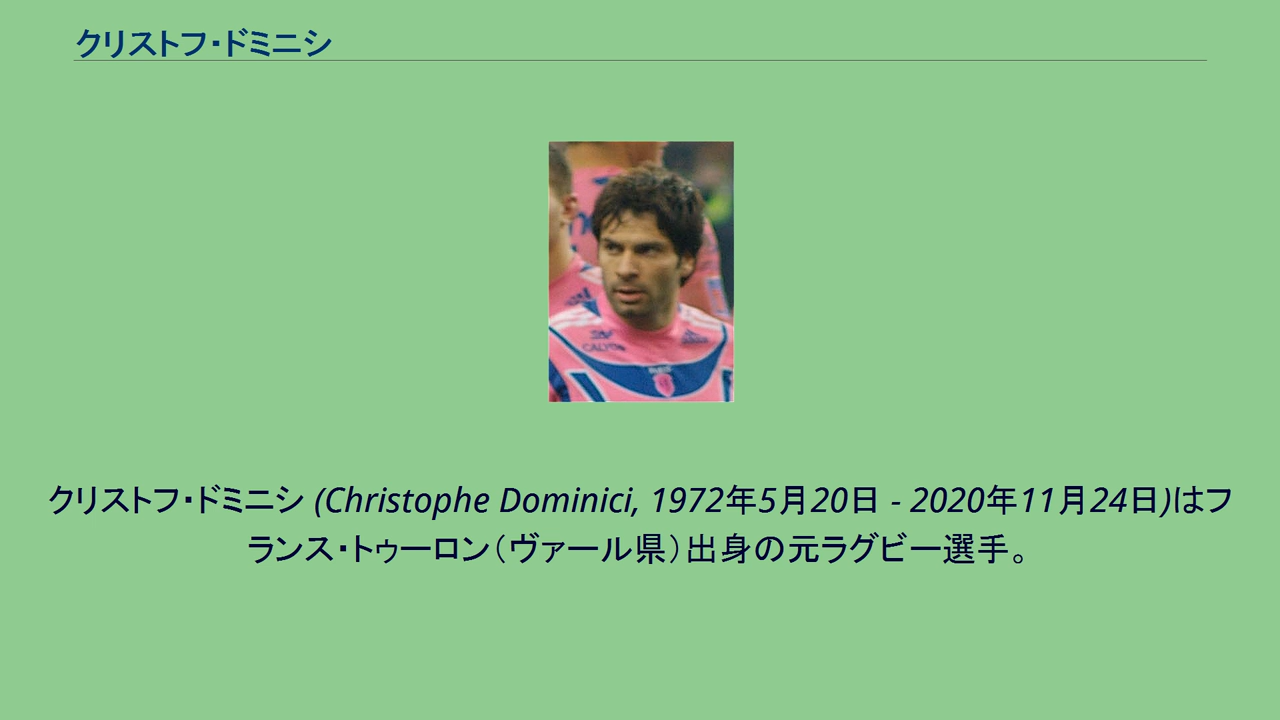 クリストフ・ドミニシ
CALYON
PARIS
クリストフ・ドミニシ (Christophe Dominici, 1972年5月20日 - 2020年11月24日)はフ
ランス・トゥーロン（ヴァール県）出身の元ラグビー選手。